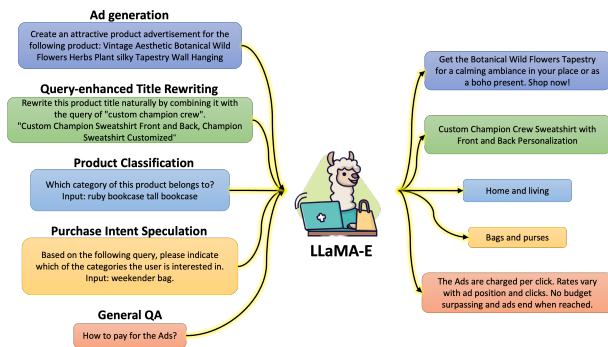 Ad generation
Create an attractive product advertisement for the
following product: Vintage Aesthetic Botanical Wild
Flowers Herbs Plant silky Tapestry Wall Hanging
Query-enhanced Title Rewriting
Rewrite this product title naturally by combining it with
the query of "custom champion crew".
"Custom Champion Sweatshirt Front and Back, Champion
Sweatshirt Customized"
Product Classification
Which category of this product belongs to?
Input: ruby bookcase tall bookcase
Purchase Intent Speculation
Based on the following query, please indicate
which of the categories the user is interested in.
Input: weekender bag.
General QA
How to pay for the Ads?
LLaMA-E
Get the Botanical Wild Flowers Tapestry
for a calming ambiance in your place or as
a boho present. Shop now!
Custom Champion Crew Sweatshirt with
Front and Back Personalization
Home and living
Bags and purses
The Ads are charged per click. Rates vary
with ad position and clicks. No budget
surpassing and ads end when reached.